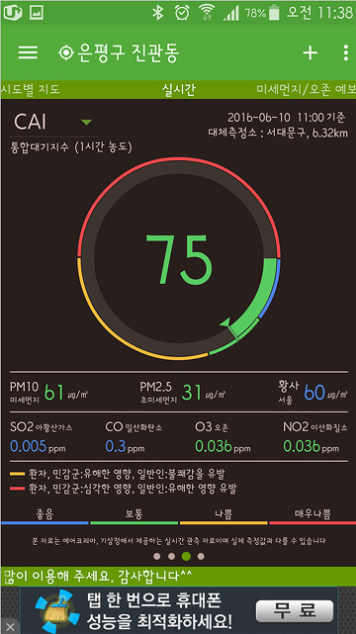 78% 오전 11:38
은평구 진관동
시도별 지도 실시간 미세먼지/오존 예보
CAI 2016-06-10 11:00 기준
대체측정소 : 서대문구, 6.32km
통합대기지수 (1시간 농도)
75
PM10 미세먼지 61 ㎍/㎥ PM2.5 초미세먼지 31 ㎍/㎥ 황사 서울 60 ㎍/㎥
SO2 아황산가스 CO 일산화탄소 O3 오존 NO2 이산화질소
0.005 ppm 0.3 ppm 0.036 ppm 0.036 ppm
환자, 민감군:유해한 영향, 일반인:불쾌감을 유발
환자, 민감군:심각한 영향, 일반인:유해한 영향 유발
좋음 보통 나쁨 매우나쁨
본 자료는 에어코리아, 기상청에서 제공하는 실시간 관측 자료이며 실제 측정값과 다를 수 있습니다
많이 이용해 주세요. 감사합니다^^
탭 한 번으로 휴대폰
성능을 최적화하세요!
무 료